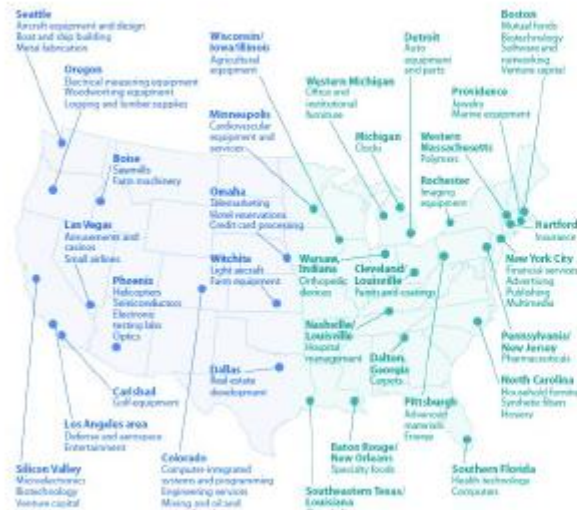 Seattle
Aircraft equipment and design
Boat and ship building
Metal fabrication
Oregon
Electrical measuring equipment
Woodworking equipment
Logging and lumber supplies
Boise
Sawmills
Farm machinery
Las Vegas
Amusements and
casinos
Small airlines
Phoenix
Helicopters
Semiconductors
Electronic
testing labs
Optics
Carlsbad
Golf equipment
Los Angeles area
Defense and aerospace
Entertainment
Silicon Valley
Microelectronics
Biotechnology
Venture capital
Wisconsin/
Iowa/Illinois
Agricultural
equipment
Minneapolis
Cardiovascular
equipment and
services
Omaha
Telemarketing
Hotel reservations
Credit card processing
Wichita
Light aircraft
Farm equipment
Dallas
Real estate
development
Colorado
Computer integrated
systems and programming
Engineering services
Mining and oil and
Western Michigan
Office and
institutional
furniture
Michigan
Clocks
Detroit
Auto
equipment
and parts
Warsaw,
Indiana
Orthopedic
devices
Cleveland/
Louisville
Paints and coatings
Nashville/
Louisville
Hospital
management
Dalton,
Georgia
Carpets
Baton Rouge/
New Orleans
Specialty foods
Southeastern Texas/
Louisiana
Boston
Mutual funds
Biotechnology
Software and
networking
Venture capital
Providence
Jewelry
Marine equipment
Western
Massachusetts
Polymers
Rochester
Imaging
equipment
Hartford
Insurance
New York City
Financial services
Advertising
Publishing
Multimedia
Pennsylvania/
New Jersey
Pharmaceuticals
North Carolina
Household furniture
Synthetic fibers
Hosiery
Pittsburgh
Advanced
materials
Energy
Southern Florida
Health technology
Computers